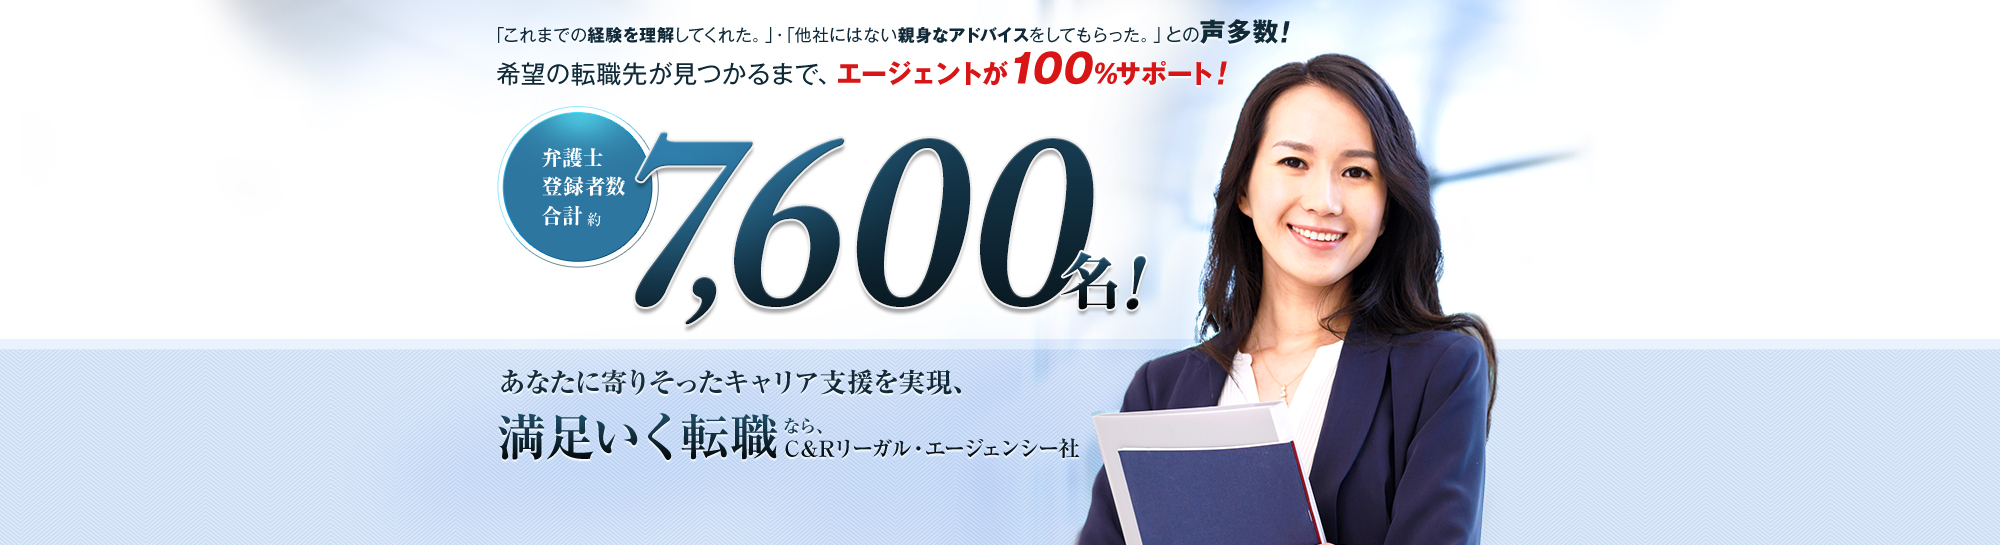 「これまでの経験を理解してくれた。」・「他社にはない親身なアドバイスをしてもらった。」との声多数！
希望の転職先が見つかるまで、エージェントが100%サポート！
弁護士
登録者数
合計 約
7,600名！
あなたに寄りそったキャリア支援を実現、
満足いく転職なら、
C&Rリーガル・エージェンシー社